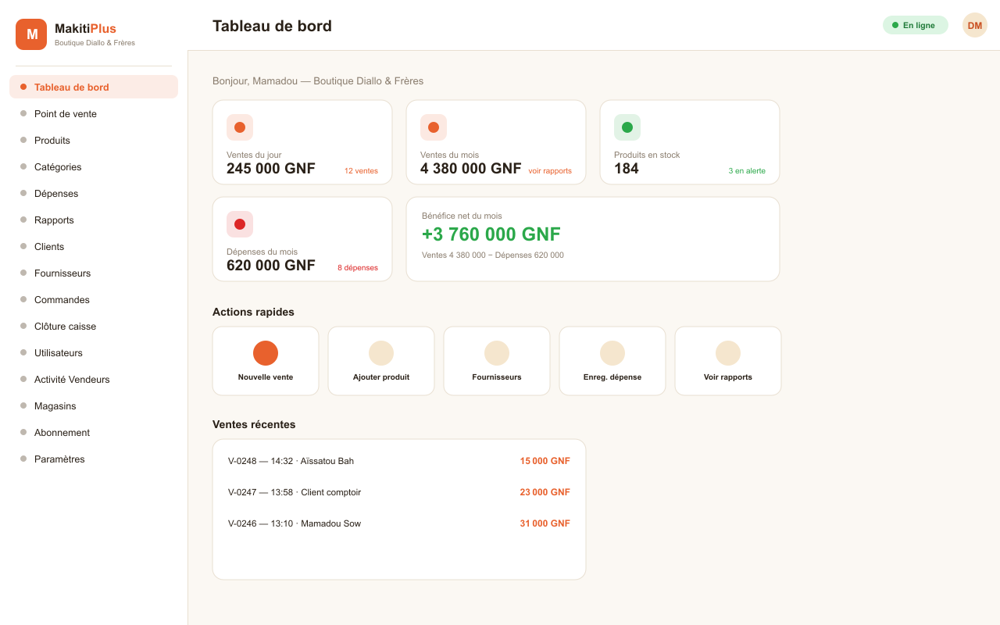 M
MakitiPlus
Boutique Diallo & Frères
Tableau de bord
Point de vente
Produits
Catégories
Dépenses
Rapports
Clients
Fournisseurs
Commandes
Clôture caisse
Utilisateurs
Activité Vendeurs
Magasins
Abonnement
Paramètres
Tableau de bord
En ligne
DM
Bonjour, Mamadou — Boutique Diallo & Frères
Ventes du jour
245 000 GNF
12 ventes
Ventes du mois
4 380 000 GNF
voir rapports
Produits en stock
184
3 en alerte
Dépenses du mois
620 000 GNF
8 dépenses
Bénéfice net du mois
+3 760 000 GNF
Ventes 4 380 000 − Dépenses 620 000
Actions rapides
Nouvelle vente
Ajouter produit
Fournisseurs
Enreg. dépense
Voir rapports
Ventes récentes
V-0248 — 14:32 · Aïssatou Bah
15 000 GNF
V-0247 — 13:58 · Client comptoir
23 000 GNF
V-0246 — 13:10 · Mamadou Sow
31 000 GNF